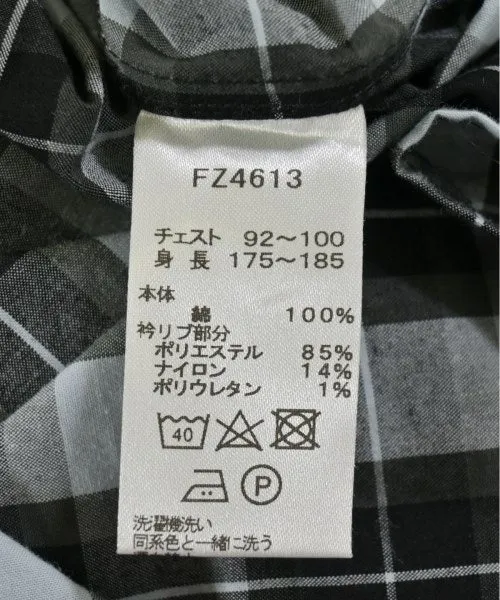 FZ4613
チェスト 92～100
身 長 175～185
本体
綿 100%
衿リブ部分
ポリエステル 85%
ナイロン 14%
ポリウレタン 1%
40
P
洗濯機洗い
同系色と一緒に洗う